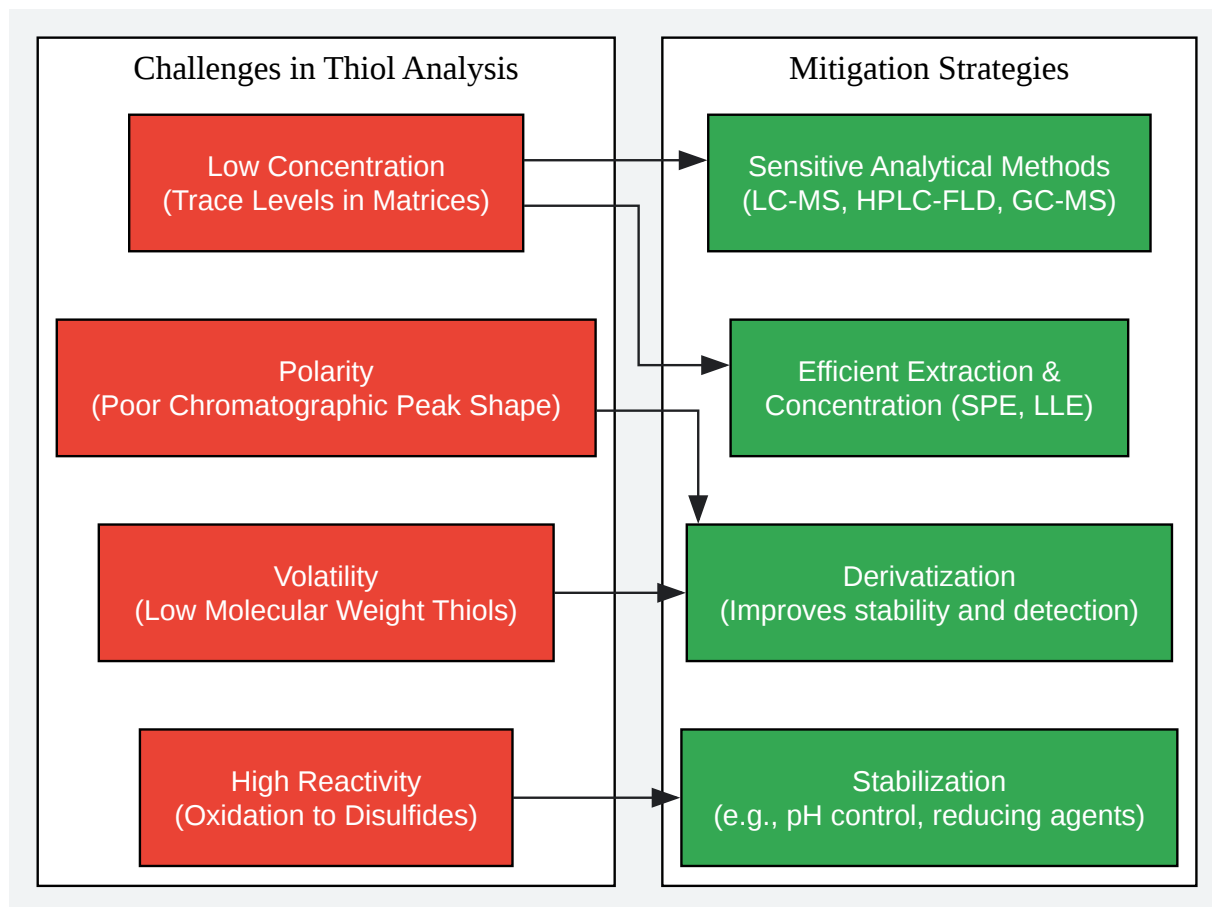 Challenges in Thiol Analysis
Low Concentration
(Trace Levels in Matrices)
Polarity
(Poor Chromatographic Peak Shape)
Volatility
(Low Molecular Weight Thiols)
High Reactivity
(Oxidation to Disulfides)
Mitigation Strategies
Sensitive Analytical Methods
(LC-MS, HPLC-FLD, GC-MS)
Efficient Extraction &
Concentration (SPE, LLE)
Derivatization
(Improves stability and detection)
Stabilization
(e.g., pH control, reducing agents)